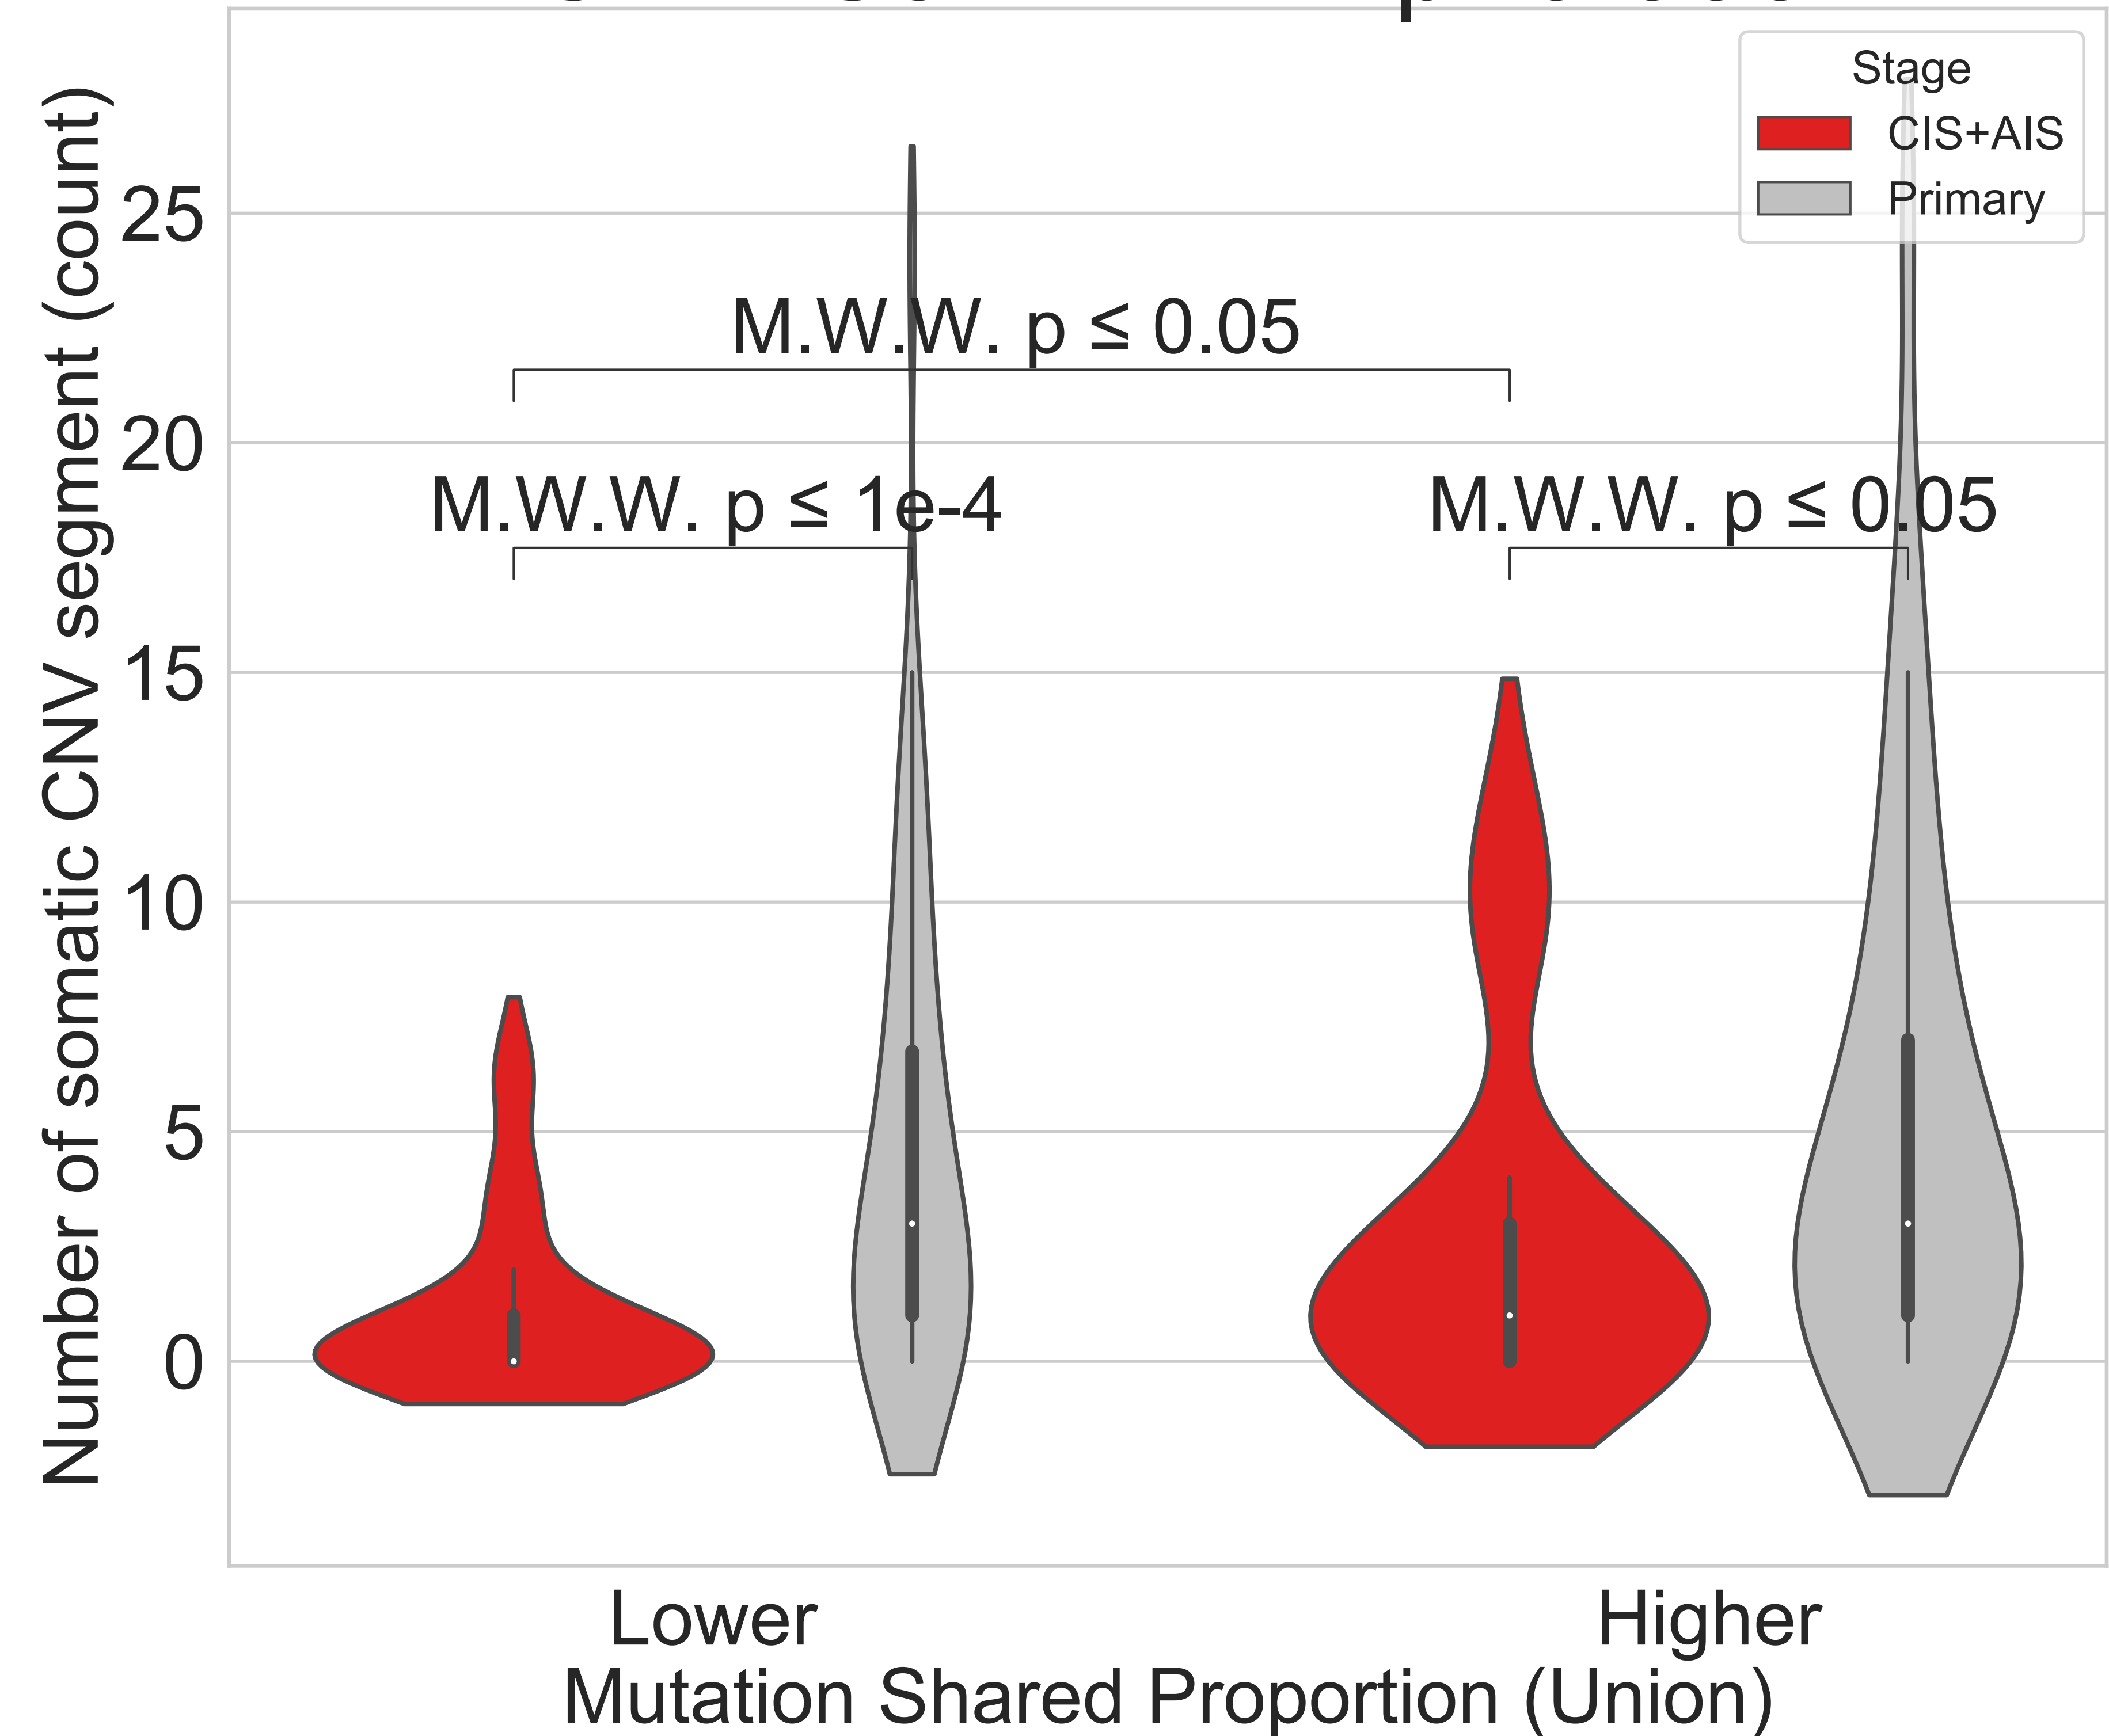 Stage
CIS+AIS
Primary
Number of somatic CNV segment (count)
25
20
15
10
5
0
M.W.W. p ≤ 0.05
M.W.W. p ≤ 1e-4
M.W.W. p ≤ 0.05
Lower
Higher
Mutation Shared Proportion (Union)